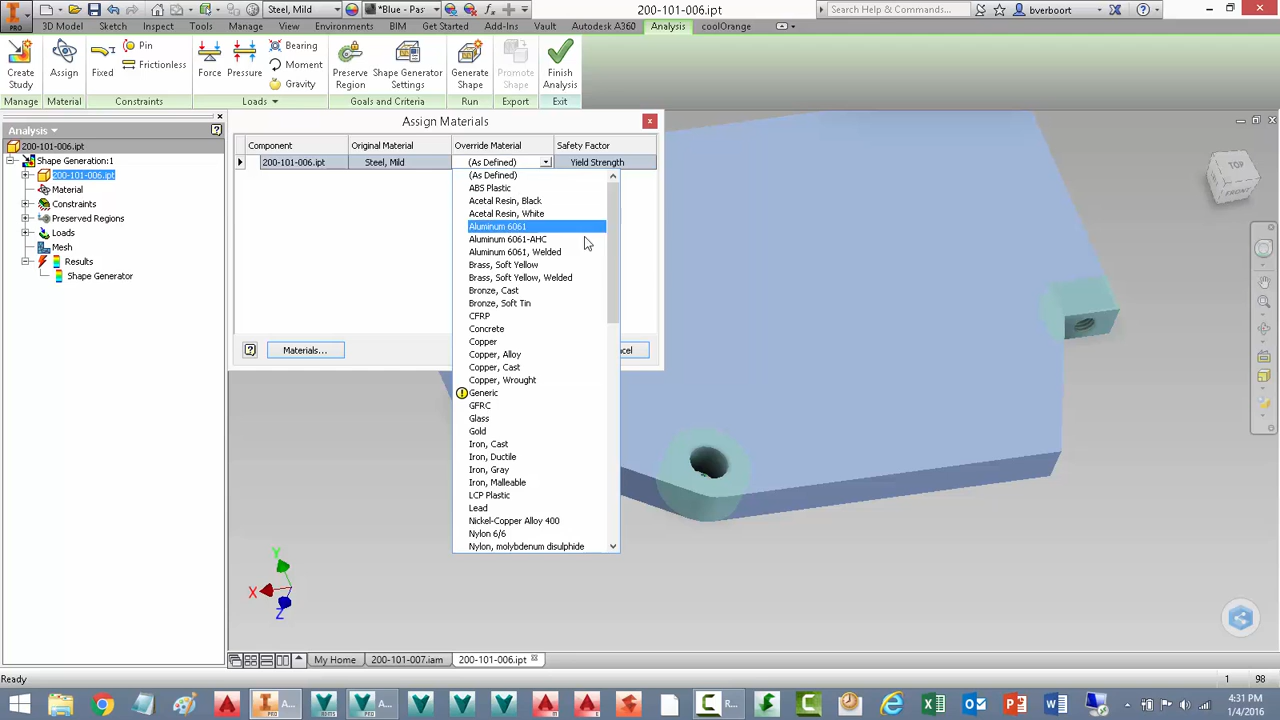 Steel, Mild
*Blue - Pas
200-101-006.ipt
Search Help & Commands...
bverboort
PRO
3D Model
Sketch
Inspect
Tools
Manage
View
Environments
BIM
Get Started
Add-Ins
Vault
Autodesk A360
Analysis
coolOrange
Create
Study
Assign
Fixed
Pin
Frictionless
Force
Pressure
Bearing
Moment
Gravity
Preserve
Region
Shape Generator
Settings
Generate
Shape
Promote
Shape
Finish
Analysis
Manage
Material
Constraints
Loads
Goals and Criteria
Run
Export
Exit
Analysis
200-101-006.ipt
Shape Generation:1
200-101-006.ipt
Material
Constraints
Preserved Regions
Loads
Mesh
Results
Shape Generator
Assign Materials
Component
Original Material
Override Material
Safety Factor
200-101-006.ipt
Steel, Mild
(As Defined)
Yield Strength
(As Defined)
ABS Plastic
Acetal Resin, Black
Acetal Resin, White
Aluminum 6061
Aluminum 6061-AHC
Aluminum 6061, Welded
Brass, Soft Yellow
Brass, Soft Yellow, Welded
Bronze, Cast
Bronze, Soft Tin
CFRP
Concrete
Copper
Copper, Alloy
Copper, Cast
Copper, Wrought
Generic
GFRC
Glass
Gold
Iron, Cast
Iron, Ductile
Iron, Gray
Iron, Malleable
LCP Plastic
Lead
Nickel-Copper Alloy 400
Nylon 6/6
Nylon, molybdenum disulphide
Materials...
ncel
TOP
FRONT
Y
X
Z
My Home
200-101-007.iam
200-101-006.ipt
Ready
1
98
A...
A...
R...
4:31 PM
1/4/2016